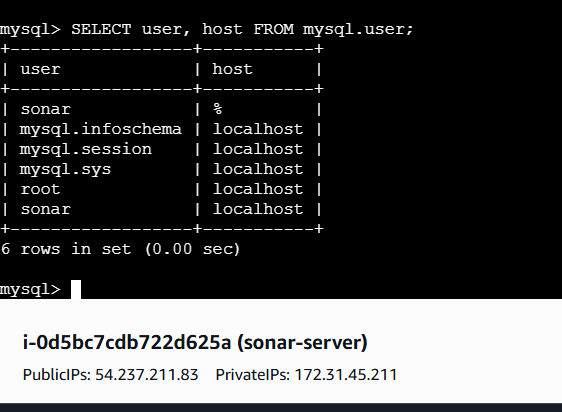 mysql> SELECT user, host FROM mysql.user;
+------------------+-----------+
| user             | host      |
+------------------+-----------+
| sonar            | %         |
| mysql.infoschema | localhost |
| mysql.session    | localhost |
| mysql.sys        | localhost |
| root             | localhost |
| sonar            | localhost |
+------------------+-----------+
6 rows in set (0.00 sec)
mysql>
i-0d5bc7cdb722d625a (sonar-server)
PublicIPs: 54.237.211.83 PrivateIPs: 172.31.45.211